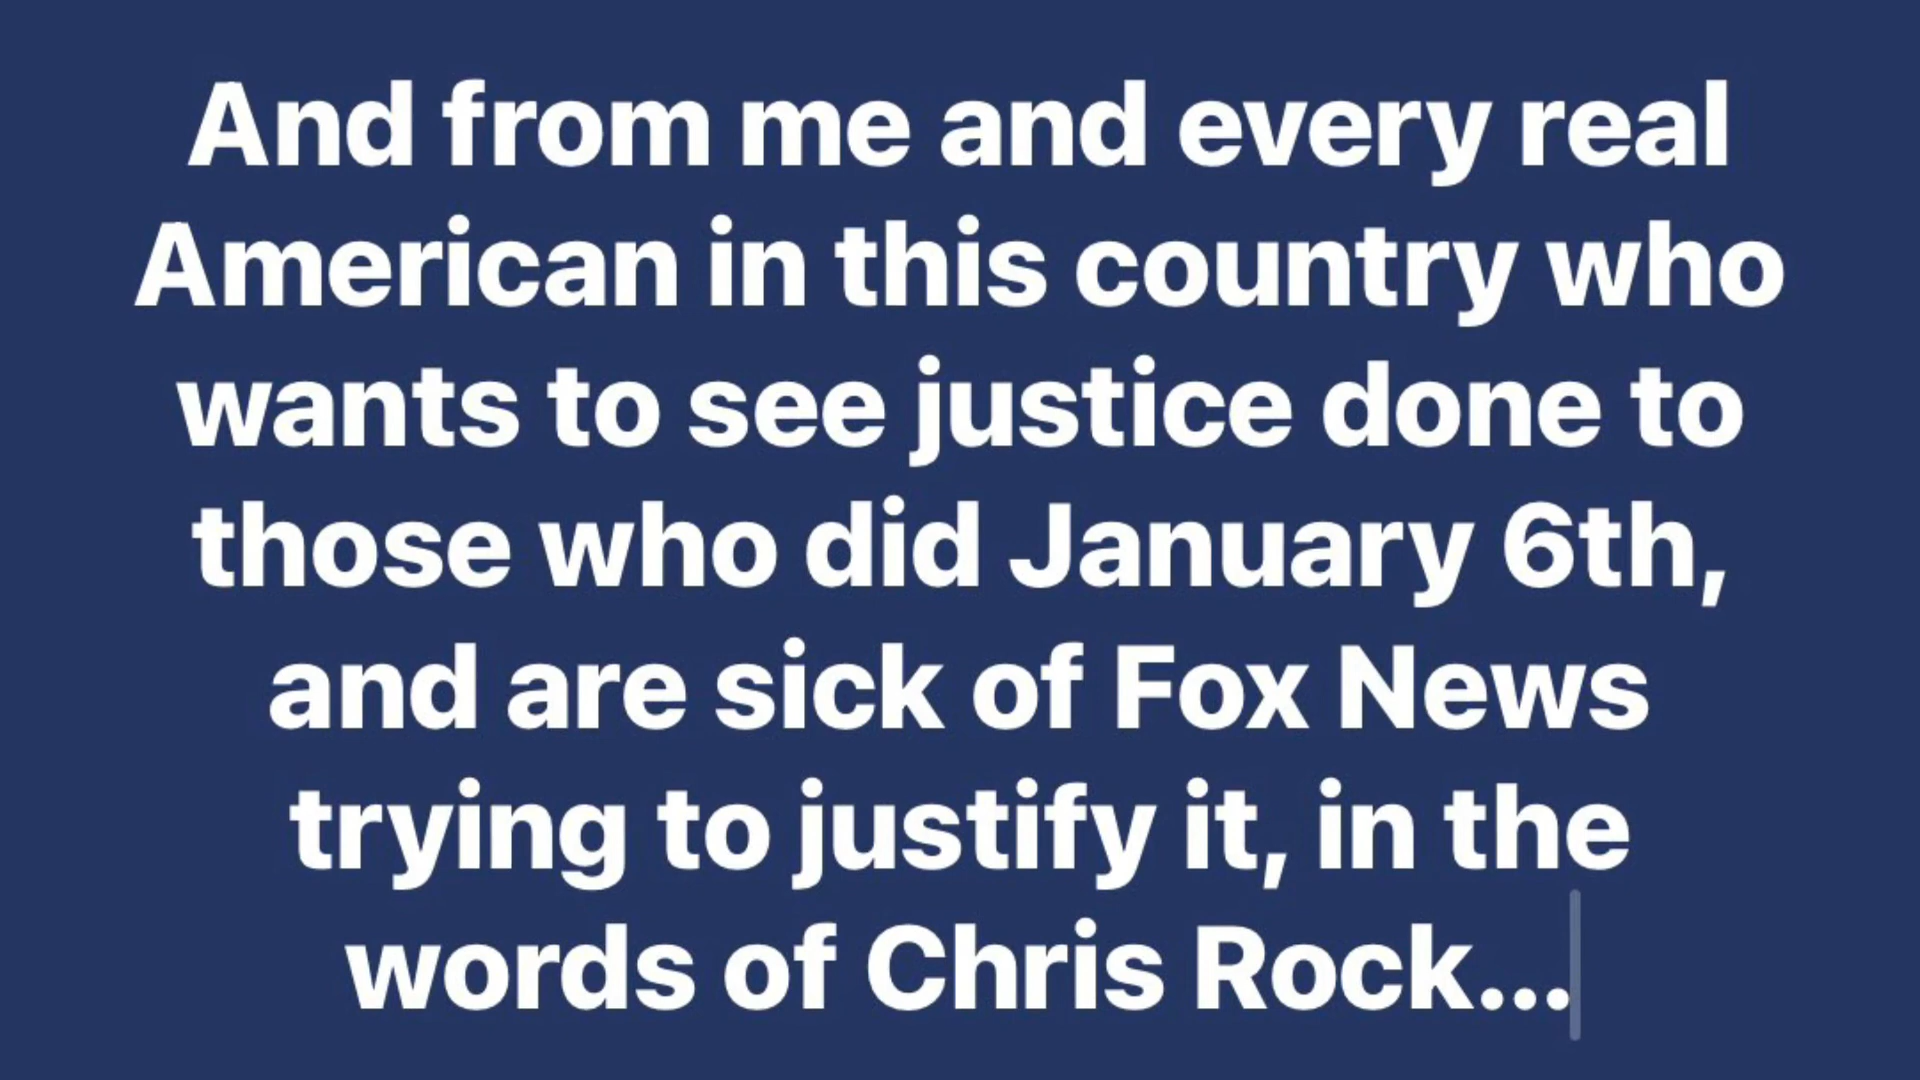 And from me and every real
American in this country who
wants to see justice done to
those who did January 6th,
and are sick of Fox News
trying to justify it, in the
words of Chris Rock...